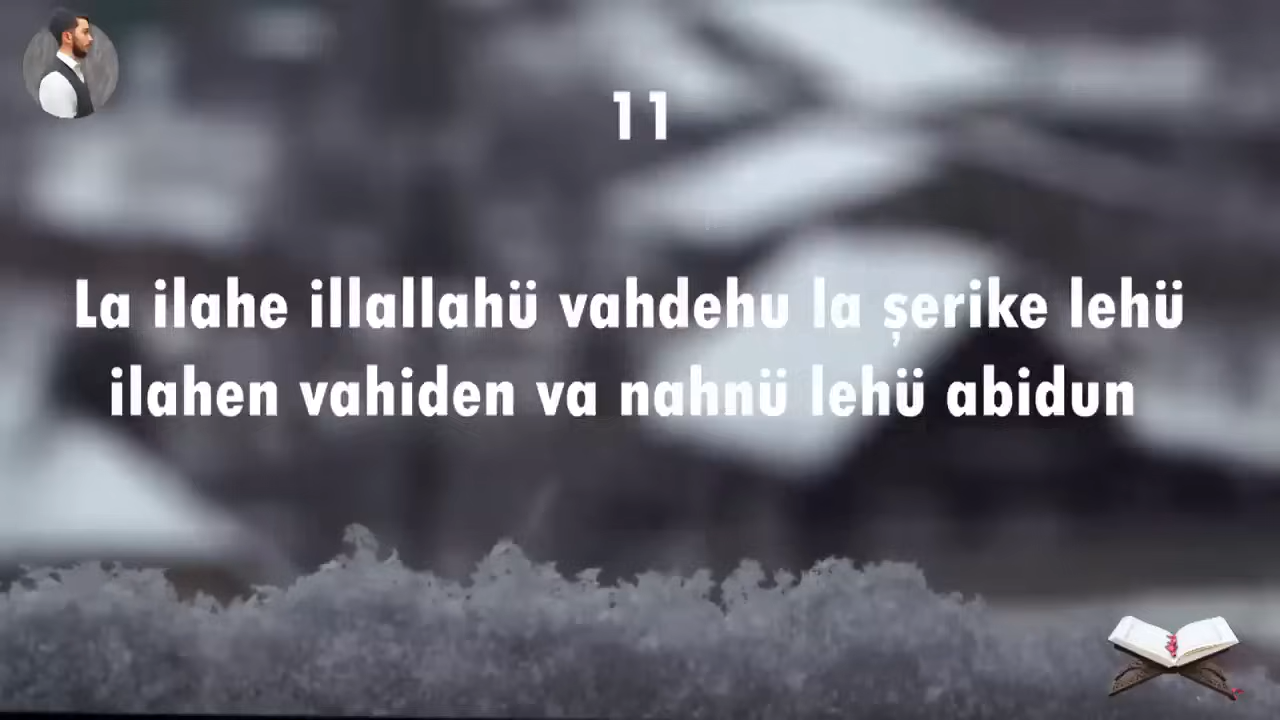 11
La ilahe illallahü vahdehu la şerike lehü
ilahen vahiden va nahnü lehü abidun